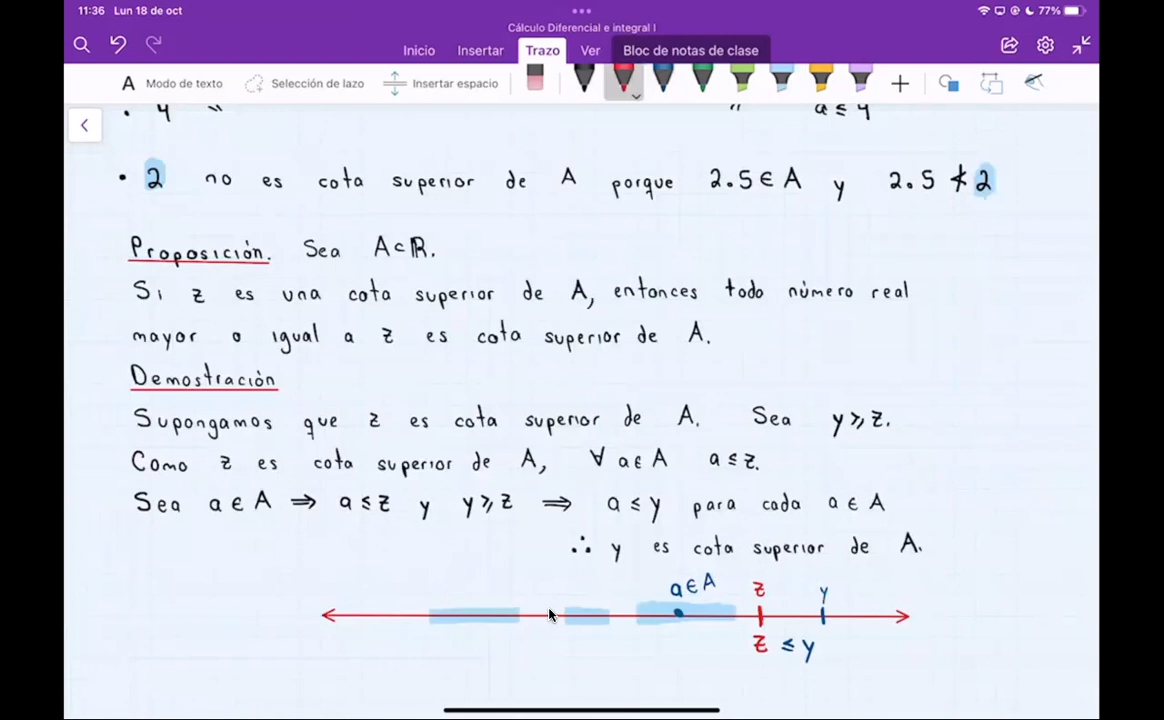 11:36 Lun 18 de oct
77%
Cálculo Diferencial e integral I
Inicio Insertar Trazo Ver Bloc de notas de clase
A Modo de texto Selección de lazo Insertar espacio
• 4 " " a ≤ 4
• 2 no es cota superior de A porque 2.5 ∈ A y 2.5 ≮ 2
Proposición. Sea A⊂ℝ.
Si z es una cota superior de A, entonces todo número real
mayor o igual a z es cota superior de A.
Demostración
Supongamos que z es cota superior de A. Sea y ≥ z.
Como z es cota superior de A, ∀ a∈A a ≤ z.
Sea a ∈ A ⇒ a ≤ z y y ≥ z ⇒ a ≤ y para cada a ∈ A
∴ y es cota superior de A.
a∈A z y
z ≤ y